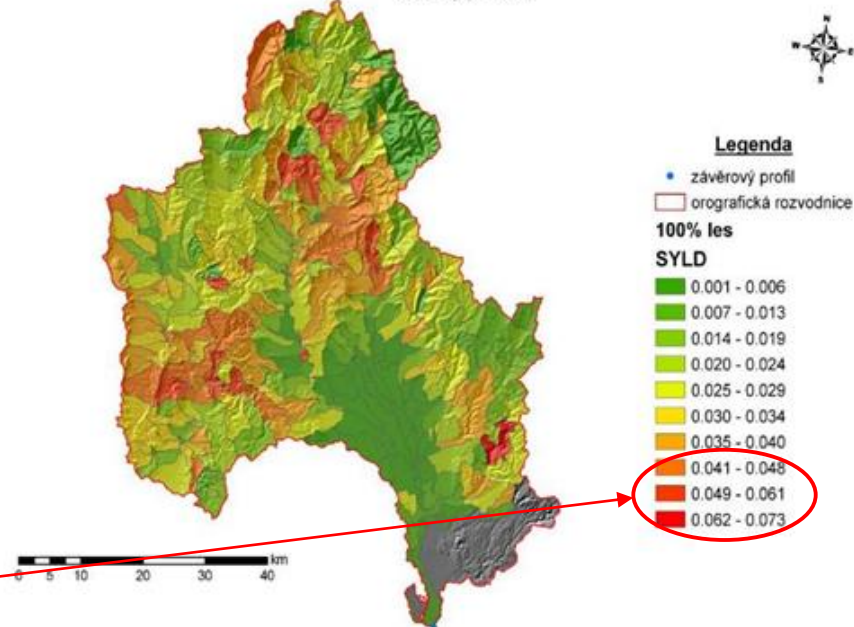 N
W
E
S
Legenda
závěrový profil
orografická rozvodnice
100% les
SYLD
0.001 - 0.006
0.007 - 0.013
0.014 - 0.019
0.020 - 0.024
0.025 - 0.029
0.030 - 0.034
0.035 - 0.040
0.041 - 0.048
0.049 - 0.061
0.062 - 0.073
km
0 5 10 20 30 40